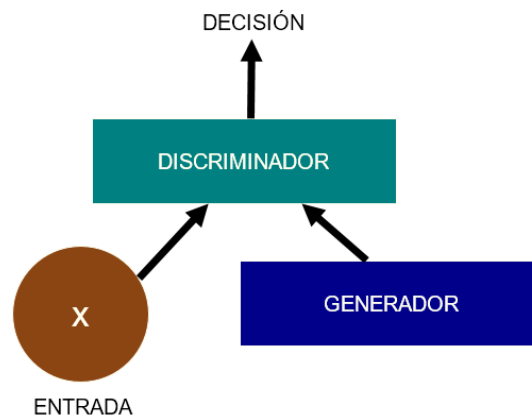 DECISIÓN
DISCRIMINADOR
X
GENERADOR
ENTRADA